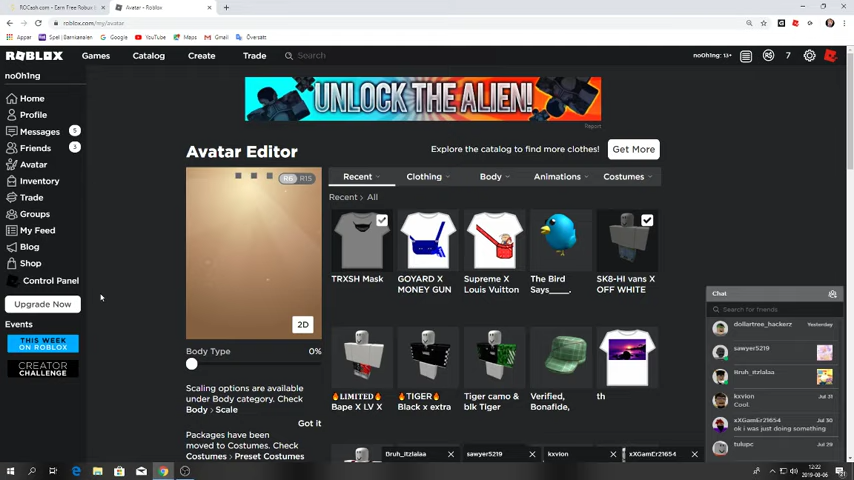 ROCash.com - Earn Free Robux
Avatar - Roblox
roblox.com/my/avatar
Appar
Spel | Barnkanalen
Google
YouTube
Maps
Gmail
Översätt
ROBLOX
Games
Catalog
Create
Trade
Search
no0h1ng: 13+
7
no0h1ng
Home
Profile
Messages
5
Friends
3
Avatar
Inventory
Trade
Groups
My Feed
Blog
Shop
Control Panel
Upgrade Now
Events
THIS WEEK
ON ROBLOX
CREATOR
CHALLENGE
UNLOCK THE ALIEN!
Report
Avatar Editor
Explore the catalog to find more clothes!
Get More
R6
R15
2D
Body Type
0%
Scaling options are
available under Body
category. Check
Body > Scale
Got it
Packages have been
moved to Costumes. Check
Costumes > Preset Costumes
Recent
Clothing
Body
Animations
Costumes
Recent > All
TRXSH Mask
GOYARD X
MONEY GUN
Supreme X
Louis Vuitton
The Bird
Says____.
SK8-HI vans X
OFF WHITE
🔥LIMITED🔥
Bape X LV X
🔥TIGER🔥
Black x extra
Tiger camo &
blk Tiger
Verified,
Bonafide,
th
Chat
Search for friends
dollartree_hackerz
Yesterday
sawyer5219
Bruh_itzlalaa
kxvion
Jul 31
Cool.
xXGamEr21654
Jul 30
ok i was just doing something
tulupc
Jul 29
Bruh_itzlalaa
sawyer5219
kxvion
xXGamEr21654
12:22
2019-08-06